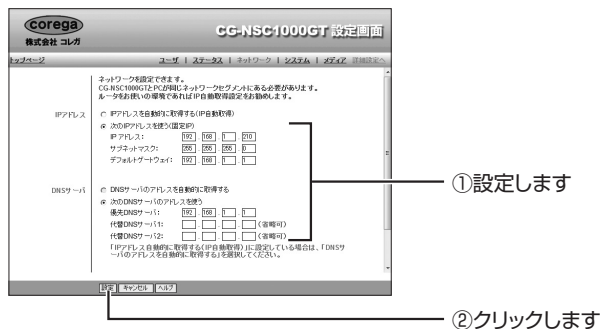 corega
株式会社 コレガ
CG-NSC1000GT 設定画面
トップページ
ユーザ | ステータス | ネットワーク | システム | メディア 詳細設定へ
ネットワークを設定できます。
CG-NSC1000GTとPCが同じネットワークセグメントにある必要があります。
ルータをお使いの環境であればIP自動取得設定をお勧めします。
IPアドレス
IPアドレスを自動的に取得する(IP自動取得)
次のIPアドレスを使う(固定IP)
IPアドレス: 192 . 168 . 1 . 210
サブネットマスク: 255 . 255 . 255 . 0
デフォルトゲートウェイ: 192 . 168 . 1 . 1
①設定します
DNSサーバ
DNSサーバのアドレスを自動的に取得する
次のDNSサーバのアドレスを使う
優先DNSサーバ: 192 . 168 . 1 . 1
代替DNSサーバ1: . . . (省略可)
代替DNSサーバ2: . . . (省略可)
「IPアドレス自動的に取得する(IP自動取得)」に設定している場合は、「DNSサ
ーバのアドレスを自動的に取得する」を選択してください。
設定 キャンセル ヘルプ
②クリックします